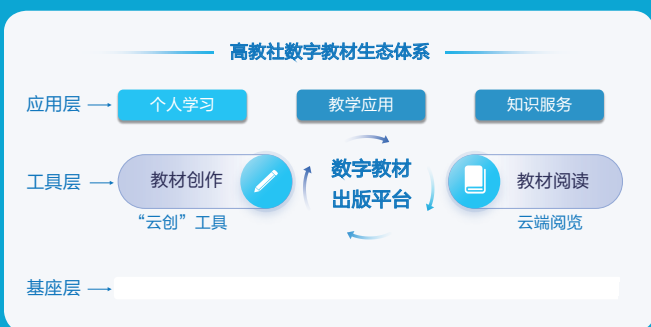 高教社数字教材生态体系
应用层
个人学习
教学应用
知识服务
工具层
教材创作
“云创”工具
数字教材
出版平台
教材阅读
云端阅览
基座层